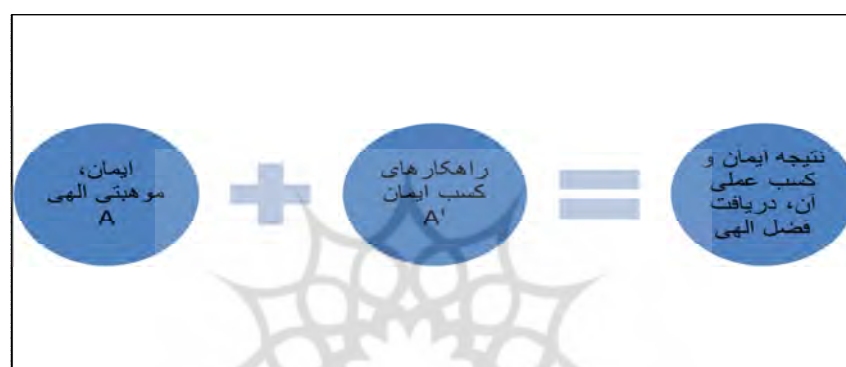 ایمان،
موهبتی الهی
A
+
راهکارهای
کسب ایمان
A'
=
نتیجه ایمان و
کسب عملی
آن، دریافت
فضل الهی